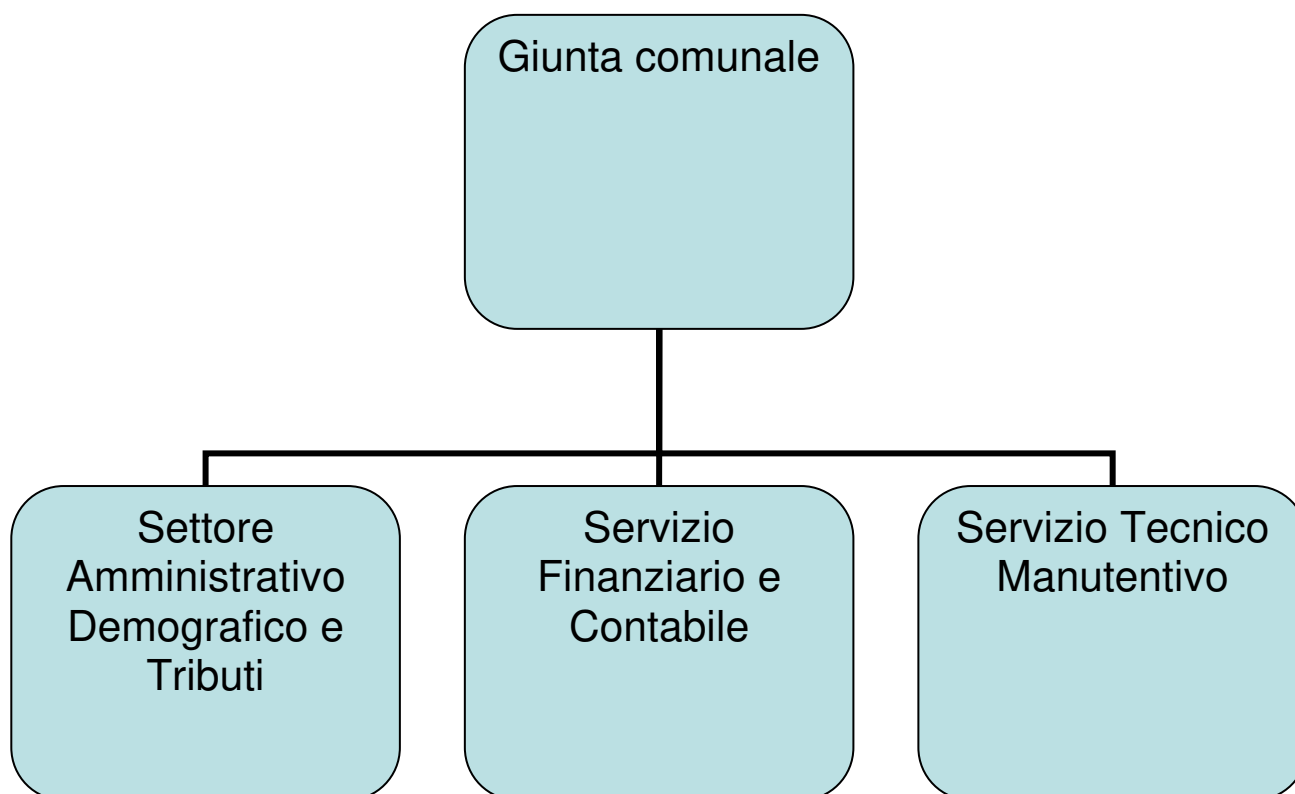 Giunta comunale
Settore
Amministrativo
Demografico e
Tributi
Servizio
Finanziario e
Contabile
Servizio Tecnico
Manutentivo